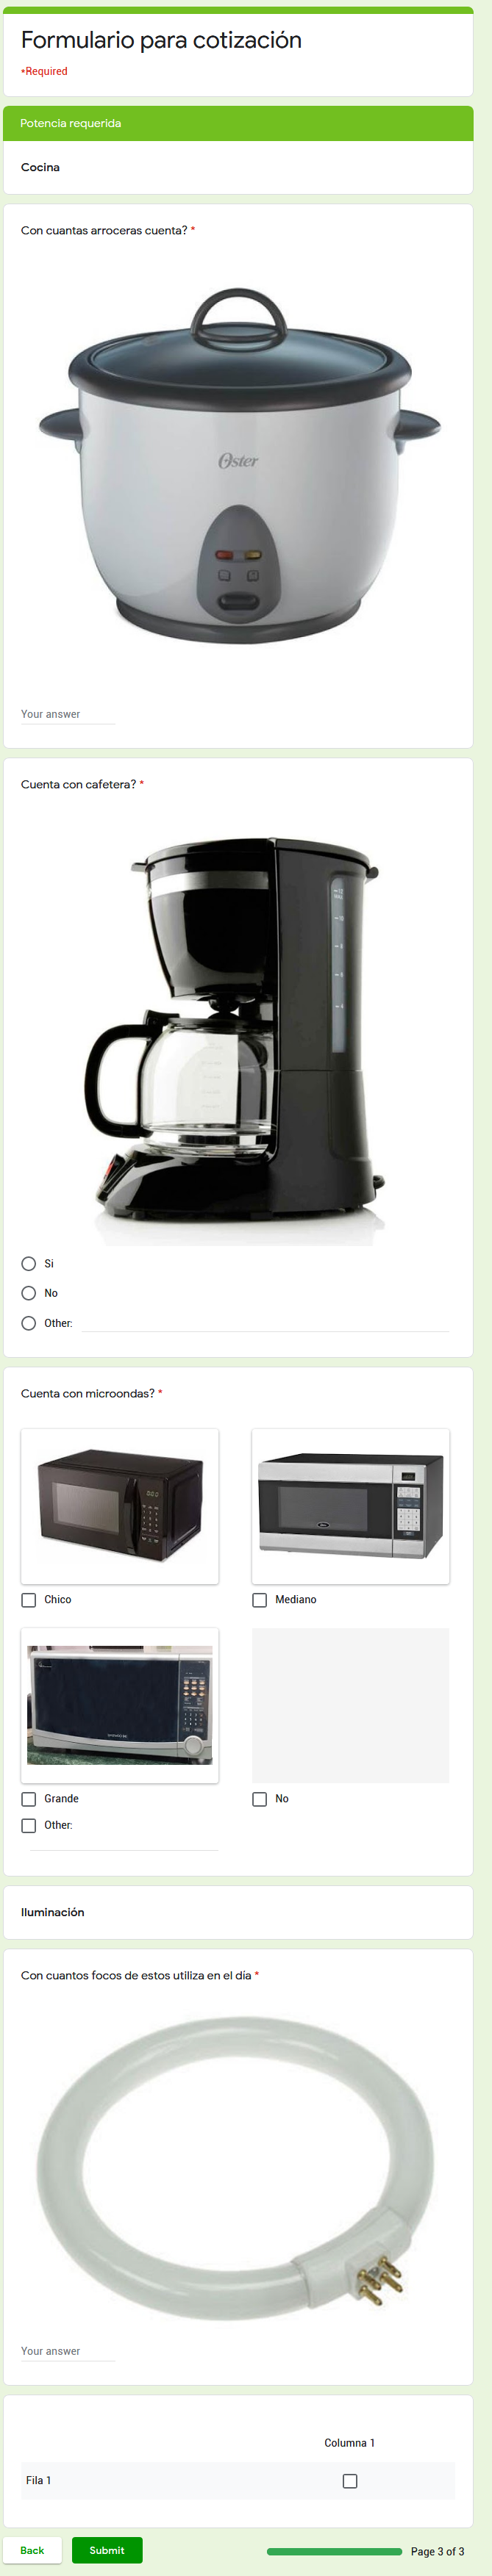 Formulario para cotización
*Required
Potencia requerida
Cocina
Con cuantas arroceras cuenta? *
Oster
Your answer
Cuenta con cafetera? *
Si
No
Other:
Cuenta con microondas? *
Chico
Mediano
Grande
No
Other:
Iluminación
Con cuantos focos de estos utiliza en el día *
Your answer
Columna 1
Fila 1
Back
Submit
Page 3 of 3